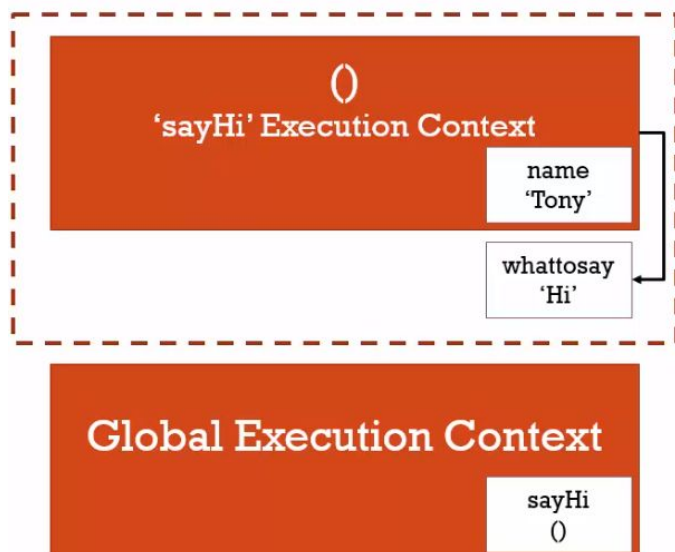 ()
‘sayHi’ Execution Context
name
‘Tony’
whattosay
‘Hi’
Global Execution Context
sayHi
()